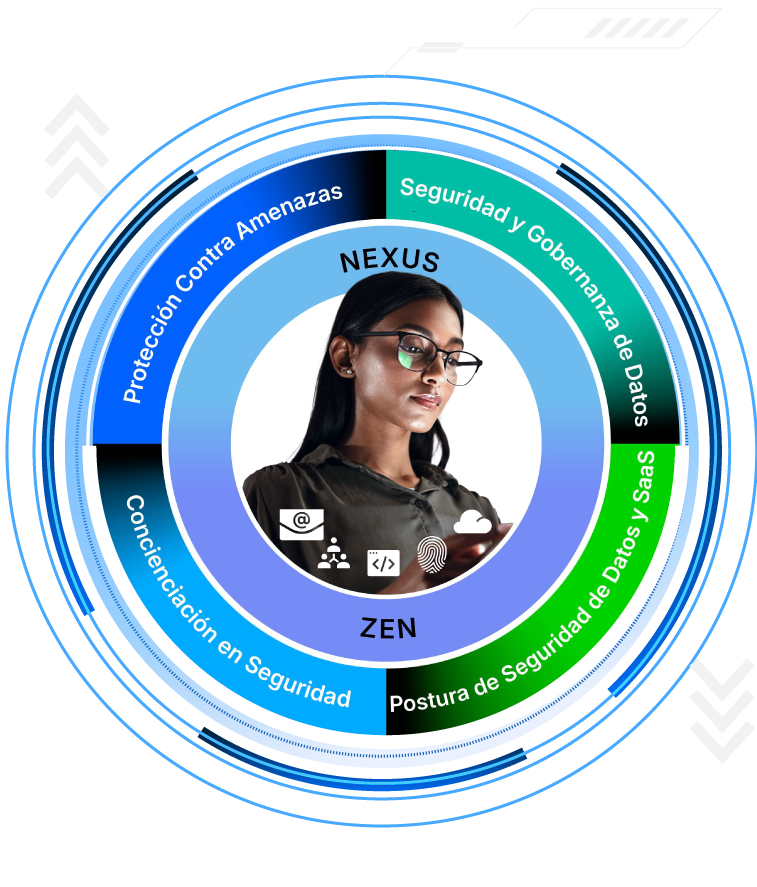 Protección Contra Amenazas
Seguridad y Gobernanza de Datos
NEXUS
@
</>
ZEN
Concienciación en Seguridad
Postura de Seguridad de Datos y SaaS